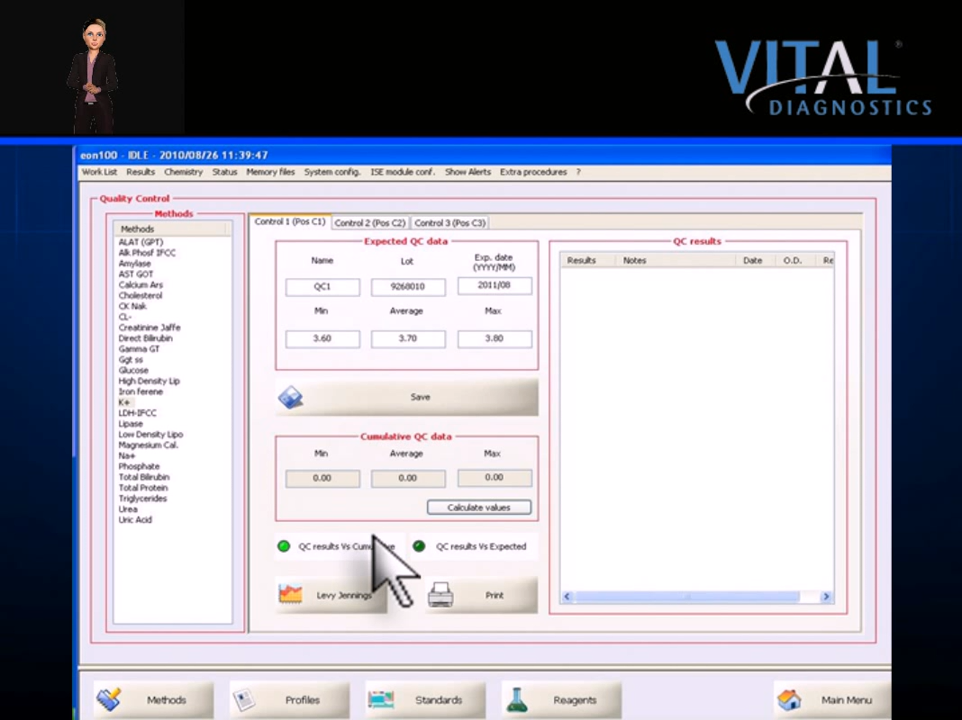 VITAL®
DIAGNOSTICS
eon100 - IDLE - 2010/08/26 11:39:47
Work List Results Chemistry Status Memory files System config. ISE module conf. Show Alerts Extra procedures ?
Quality Control
Methods
Methods
ALAT (GPT)
Alk Phosf IFCC
Amylase
AST GOT
Calcium Ars
Cholesterol
CK Nak
CL-
Creatinine Jaffe
Direct Bilirubin
Gamma GT
Ggt ss
Glucose
High Density Lip
Iron ferene
K+
LDH-IFCC
Lipase
Low Density Lipo
Magnesium Cal.
Na+
Phosphate
Total Bilirubin
Total Protein
Triglycerides
Urea
Uric Acid
Control 1 (Pos C1) Control 2 (Pos C2) Control 3 (Pos C3)
Expected QC data
Name Lot Exp. date
(YYYY/MM)
QC1 9268010 2011/08
Min Average Max
3.60 3.70 3.80
Save
Cumulative QC data
Min Average Max
0.00 0.00 0.00
Calculate values
QC results Vs QC results Vs Expected
Levy Jennings Print
QC results
Results Notes Date O.D. Re
Methods Profiles Standards Reagents Main Menu